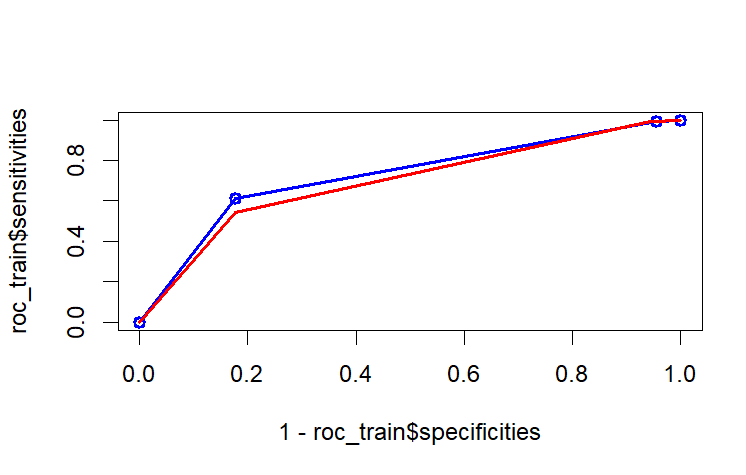 roc_train$sensitivities
0.8
0.4
0.0
0.0 0.2 0.4 0.6 0.8 1.0
1 - roc_train$specificities